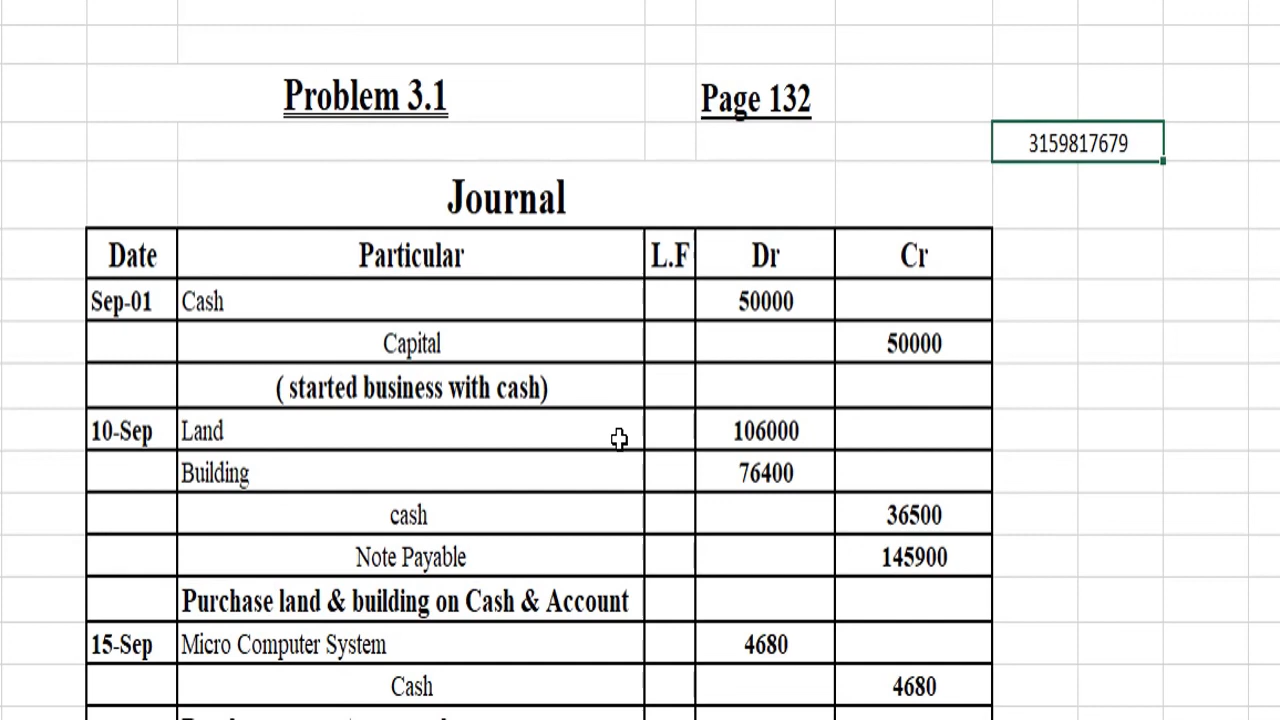 Problem 3.1 Page 132
3159817679
Journal
Date Particular L.F Dr Cr
Sep-01 Cash 50000
Capital 50000
( started business with cash)
10-Sep Land 106000
Building 76400
cash 36500
Note Payable 145900
Purchase land & building on Cash & Account
15-Sep Micro Computer System 4680
Cash 4680